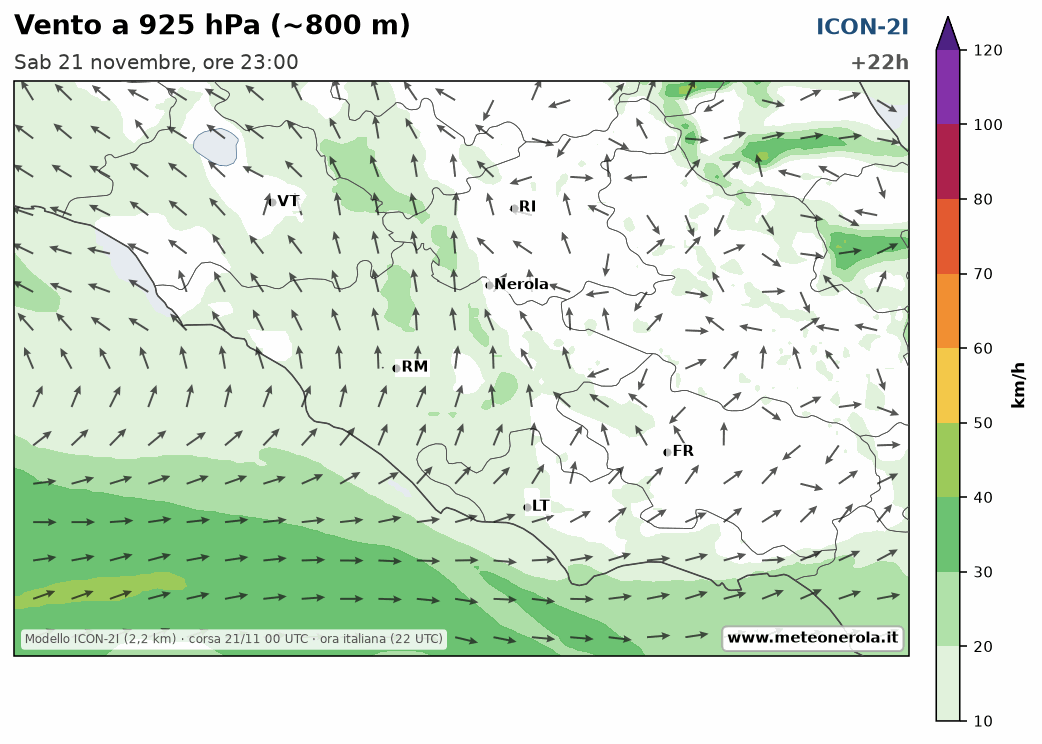 Vento a 925 hPa (~800 m)
ICON-2I
Sab 21 novembre, ore 23:00
+22h
VT
RI
Nerola
RM
FR
LT
Modello ICON-2I (2,2 km) · corsa 21/11 00 UTC · ora italiana (22 UTC)
www.meteonerola.it
120
100
80
70
60
50
40
30
20
10
km/h